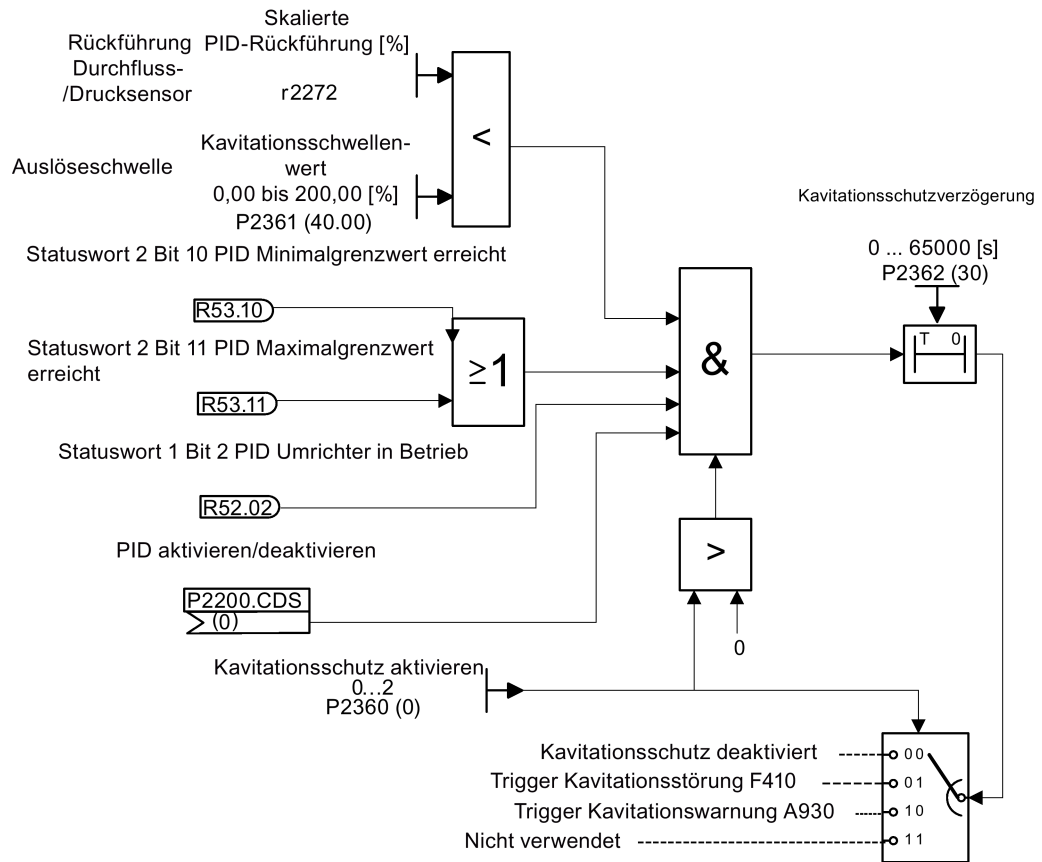 Skalierte
PID-Rückführung [%]
r2272
Rückführung
Durchfluss-
/Drucksensor
<
Kavitationsschwellen-
wert
0,00 bis 200,00 [%]
P2361 (40.00)
Auslöseschwelle
Kavitationsschutzverzögerung
0 ... 65000 [s]
P2362 (30)
T 0
Statuswort 2 Bit 10 PID Minimalgrenzwert erreicht
R53.10
Statuswort 2 Bit 11 PID Maximalgrenzwert
erreicht
R53.11
≥1
&
Statuswort 1 Bit 2 PID Umrichter in Betrieb
R52.02
PID aktivieren/deaktivieren
P2200.CDS
(0)
>
0
Kavitationsschutz aktivieren
0...2
P2360 (0)
Kavitationsschutz deaktiviert 00
Trigger Kavitationsstörung F410 01
Trigger Kavitationswarnung A930 10
Nicht verwendet 11